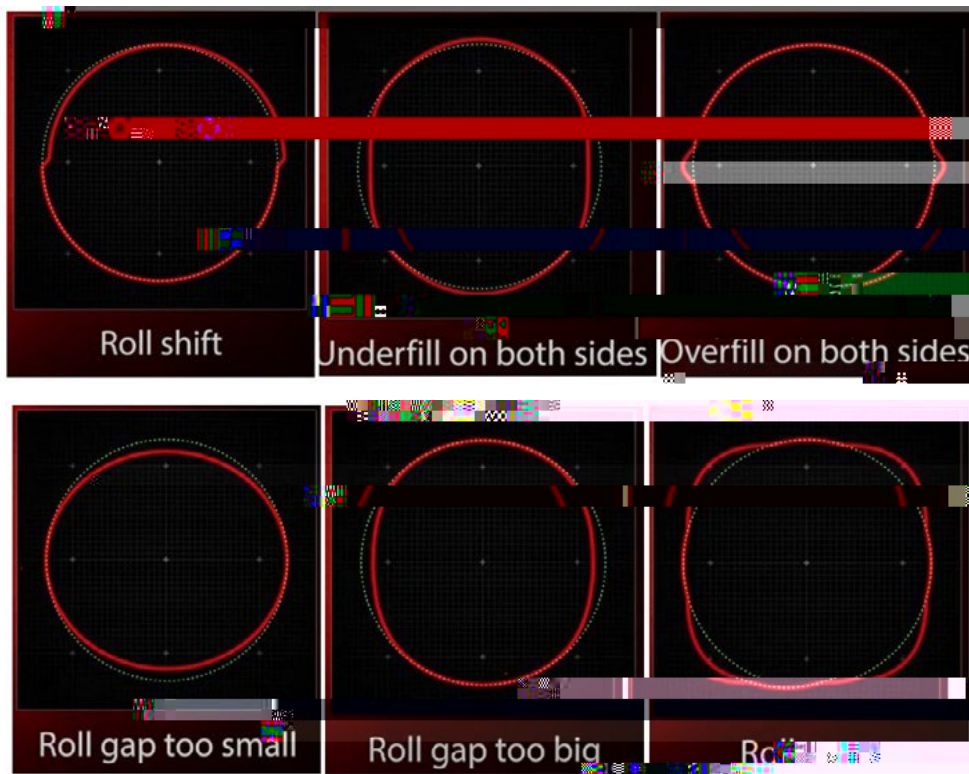 Roll shift
Underfill on both sides
Overfill on both sides
Roll gap too small
Roll gap too big